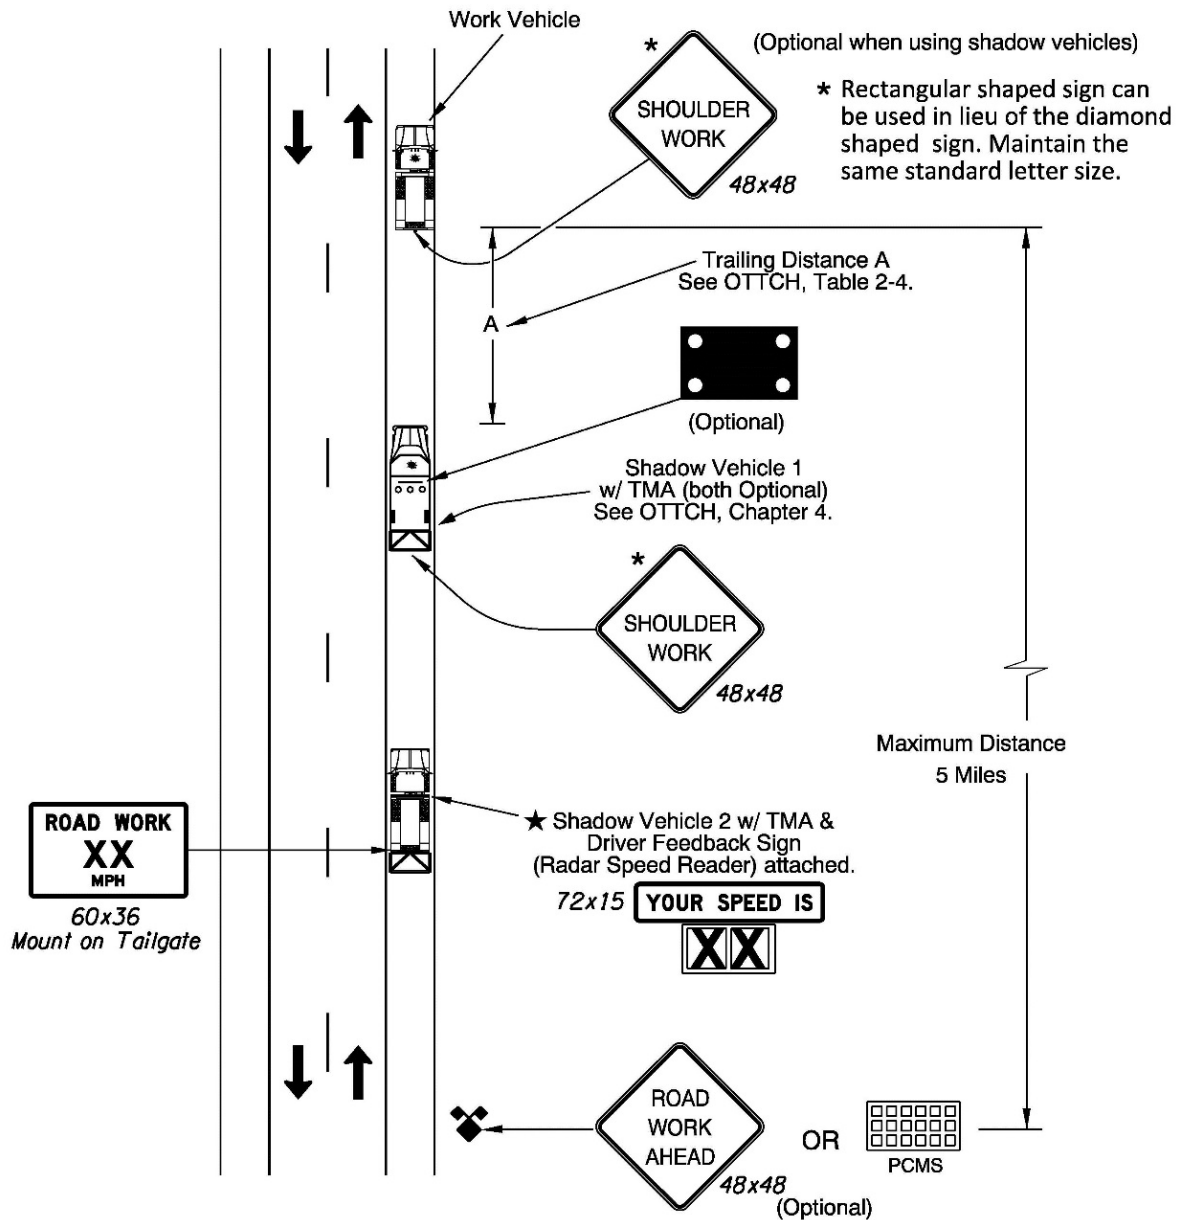 Work Vehicle
*
(Optional when using shadow vehicles)
SHOULDER
WORK
48x48
* Rectangular shaped sign can
be used in lieu of the diamond
shaped sign. Maintain the
same standard letter size.
Trailing Distance A
See OTTCH, Table 2-4.
A
(Optional)
Shadow Vehicle 1
w/ TMA (both Optional)
See OTTCH, Chapter 4.
*
SHOULDER
WORK
48x48
Maximum Distance
5 Miles
ROAD WORK
XX
MPH
60x36
Mount on Tailgate
★ Shadow Vehicle 2 w/ TMA &
Driver Feedback Sign
(Radar Speed Reader) attached.
72x15
YOUR SPEED IS
XX
ROAD
WORK
AHEAD
48x48
(Optional)
OR
PCMS